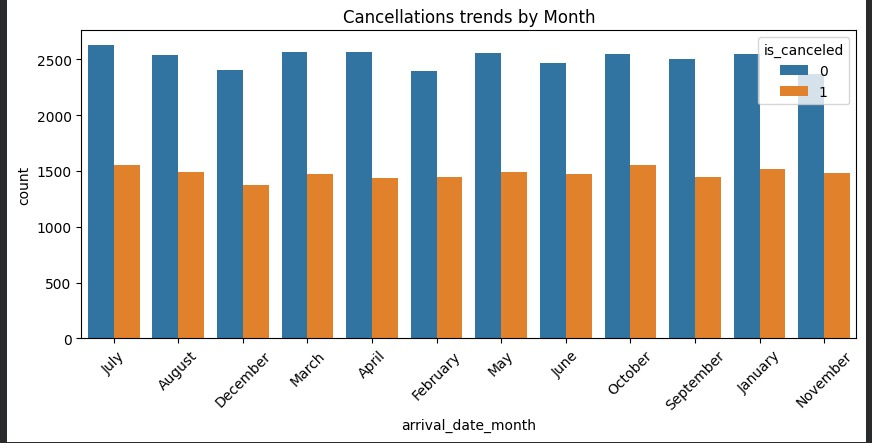 Cancellations trends by Month
is_canceled
0
1
count
2500
2000
1500
1000
500
0
July
August
December
March
April
February
May
June
October
September
January
November
arrival_date_month